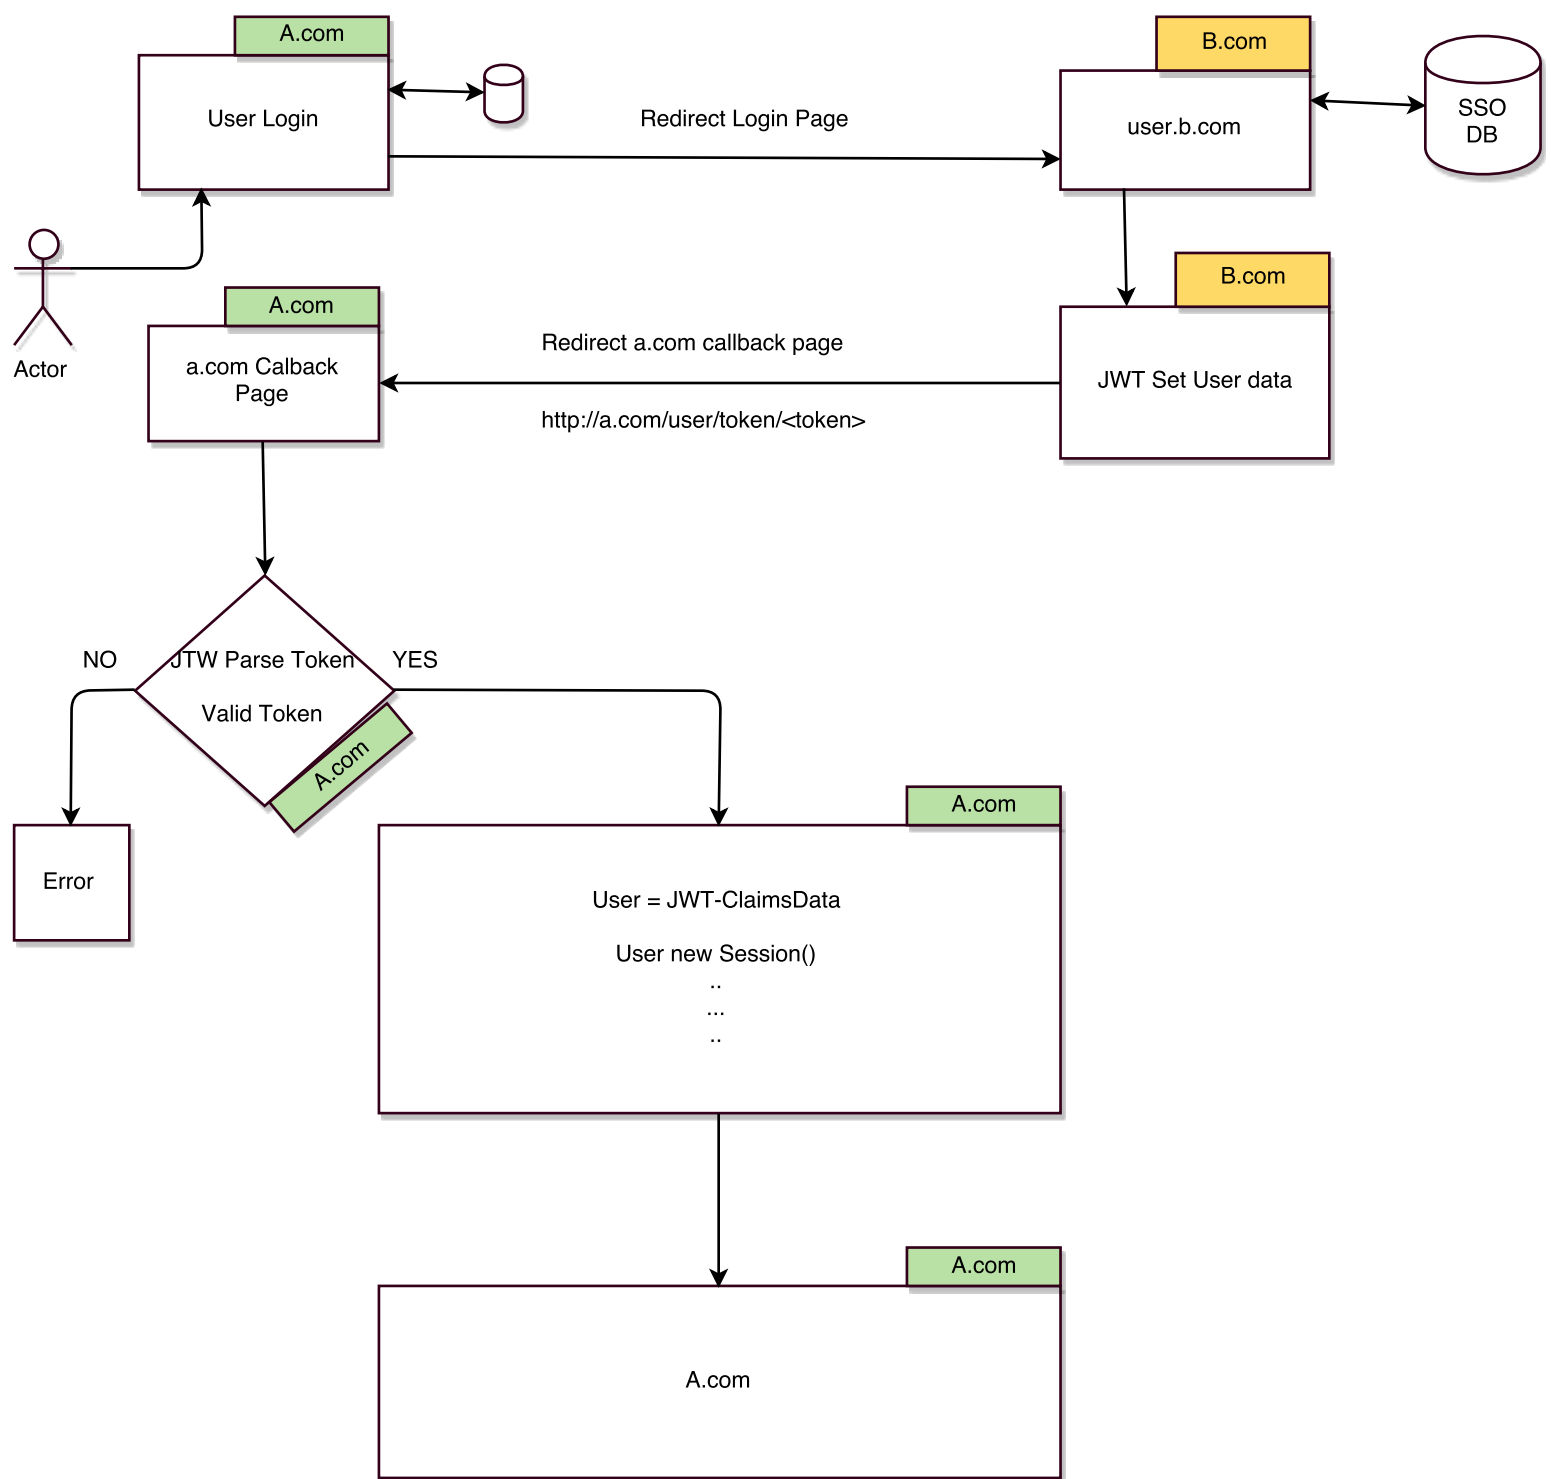 A.com
User Login
Redirect Login Page
B.com
user.b.com
SSO
DB
Actor
A.com
a.com Calback
Page
Redirect a.com callback page
http://a.com/user/token/<token>
B.com
JWT Set User data
NO
JTW Parse Token
YES
Valid Token
A.com
Error
A.com
User = JWT-ClaimsData
User new Session()
..
...
..
A.com
A.com